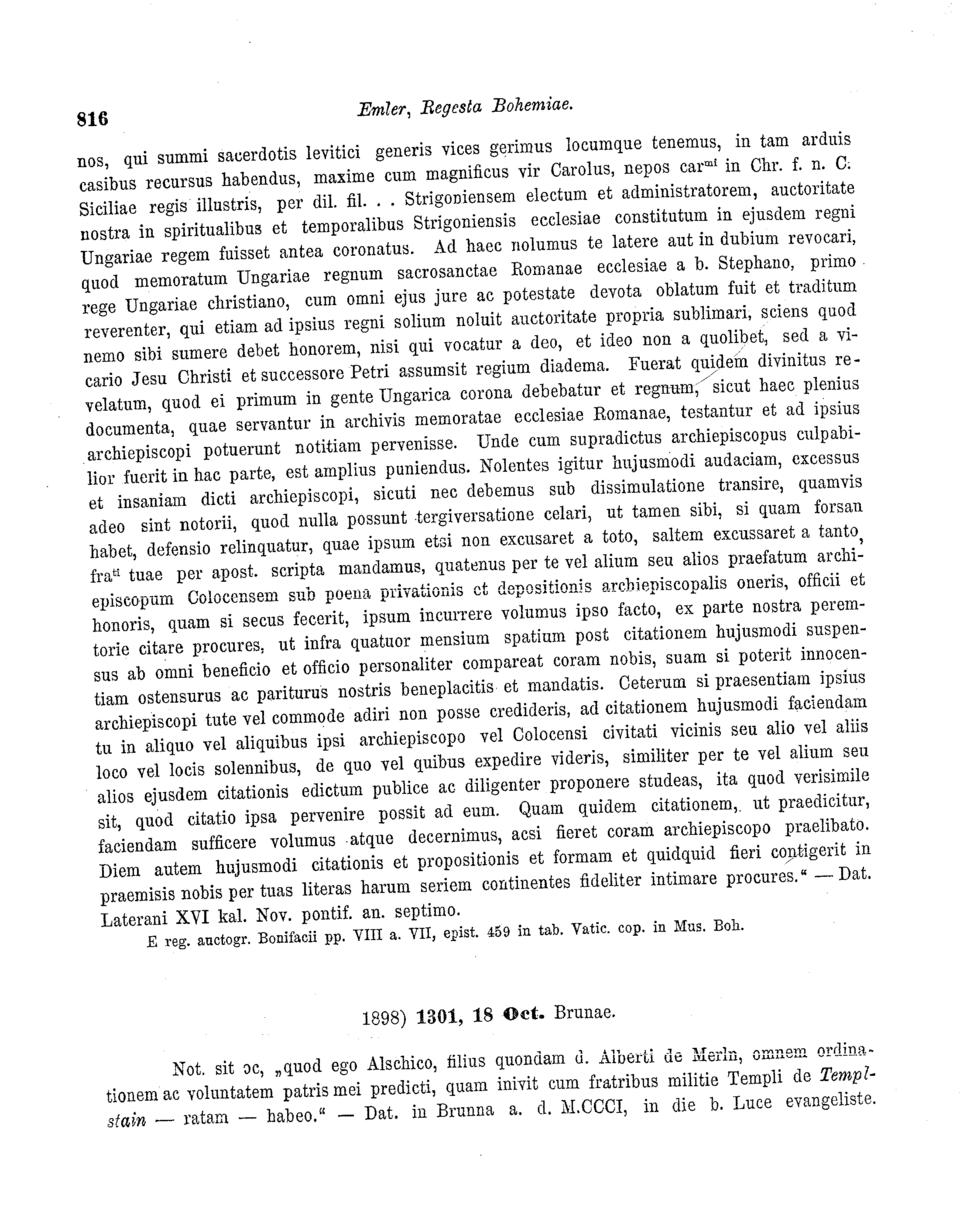 816
Emler, Regesta Bohemiae.
nos, qui summi sacerdotis levitici generis vices gerimus locumque tenemus, in tam arduis
casibus recursus habendus, maxime cum magnificus vir Carolus, nepos carᵐⁱ in Chr. f. n. C.
Siciliae regis illustris, per dil. fil. . . Strigoniensem electum et administratorem, auctoritate
nostra in spiritualibus et temporalibus Strigoniensis ecclesiae constitutum in ejusdem regni
Ungariae regem fuisset antea coronatus. Ad haec nolumus te latere aut in dubium revocari,
quod memoratum Ungariae regnum sacrosanctae Romanae ecclesiae a b. Stephano, primo
rege Ungariae christiano, cum omni ejus jure ac potestate devota oblatum fuit et traditum
reverenter, qui etiam ad ipsius regni solium noluit auctoritate propria sublimari, sciens quod
nemo sibi sumere debet honorem, nisi qui vocatur a deo, et ideo non a quolibet, sed a vi-
cario Jesu Christi et successore Petri assumsit regium diadema. Fuerat quidem divinitus re-
velatum, quod ei primum in gente Ungarica corona debebatur et regnum, sicut haec plenius
documenta, quae servantur in archivis memoratae ecclesiae Romanae, testantur et ad ipsius
archiepiscopi potuerunt notitiam pervenisse. Unde cum supradictus archiepiscopus culpabi-
lior fuerit in hac parte, est amplius puniendus. Nolentes igitur hujusmodi audaciam, excessus
et insaniam dicti archiepiscopi, sicuti nec debemus sub dissimulatione transire, quamvis
adeo sint notorii, quod nulla possunt tergiversatione celari, ut tamen sibi, si quam forsan
habet, defensio relinquatur, quae ipsum etsi non excusaret a toto, saltem excussaret a tanto,
fraᵗⁱ tuae per apost. scripta mandamus, quatenus per te vel alium seu alios praefatum archi-
episcopum Colocensem sub poena privationis et depositionis archiepiscopalis oneris, officii et
honoris, quam si secus fecerit, ipsum incurrere volumus ipso facto, ex parte nostra perem-
torie citare procures, ut infra quatuor mensium spatium post citationem hujusmodi suspen-
sus ab omni beneficio et officio personaliter compareat coram nobis, suam si poterit innocen-
tiam ostensurus ac pariturus nostris beneplacitis et mandatis. Ceterum si praesentiam ipsius
archiepiscopi tute vel commode adiri non posse credideris, ad citationem hujusmodi faciendam
tu in aliquo vel aliquibus ipsi archiepiscopo vel Colocensi civitati vicinis seu alio vel aliis
loco vel locis solennibus, de quo vel quibus expedire videris, similiter per te vel alium seu
alios ejusdem citationis edictum publice ac diligenter proponere studeas, ita quod verisimile
sit, quod citatio ipsa pervenire possit ad eum. Quam quidem citationem, ut praedicitur,
faciendam sufficere volumus atque decernimus, acsi fieret coram archiepiscopo praelibato.
Diem autem hujusmodi citationis et propositionis et formam et quidquid fieri contigerit in
praemisis nobis per tuas literas harum seriem continentes fideliter intimare procures.“ — Dat.
Laterani XVI kal. Nov. pontif. an. septimo.
E reg. auctogr. Bonifacii pp. VIII a. VII, epist. 459 in tab. Vatic. cop. in Mus. Boh.
1898) 1301, 18 Oct. Brunae.
Not. sit oc, „quod ego Alschico, filius quondam d. Alberti de Merln, omnem ordina-
tionem ac voluntatem patris mei predicti, quam inivit cum fratribus militie Templi de Templ-
stain — ratam — habeo.“ — Dat. in Brunna a. d. M.CCCI, in die b. Luce evangeliste.